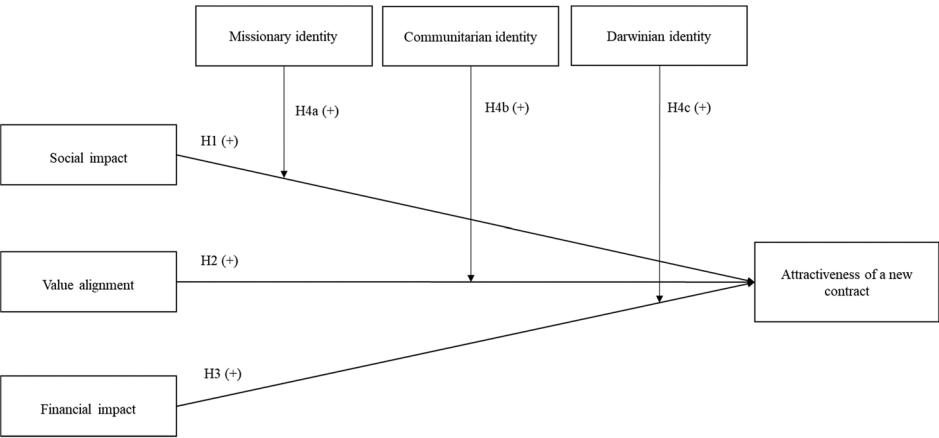 Missionary identity
Communitarian identity
Darwinian identity
H4a (+)
H4b (+)
H4c (+)
H1 (+)
Social impact
H2 (+)
Value alignment
Attractiveness of a new
contract
H3 (+)
Financial impact